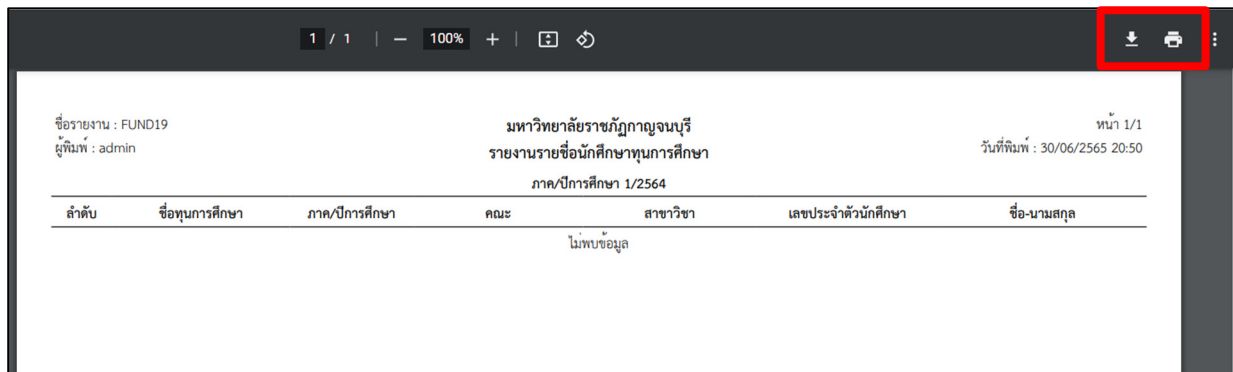 1 / 1 | — 100% + |
ชื่อรายงาน : FUND19 มหาวิทยาลัยราชภัฏกาญจนบุรี หน้า 1/1
ผู้พิมพ์ : admin รายงานรายชื่อนักศึกษาทุนการศึกษา วันที่พิมพ์ : 30/06/2565 20:50
ภาค/ปีการศึกษา 1/2564
ลำดับ ชื่อทุนการศึกษา ภาค/ปีการศึกษา คณะ สาขาวิชา เลขประจำตัวนักศึกษา ชื่อ-นามสกุล
ไม่พบข้อมูล